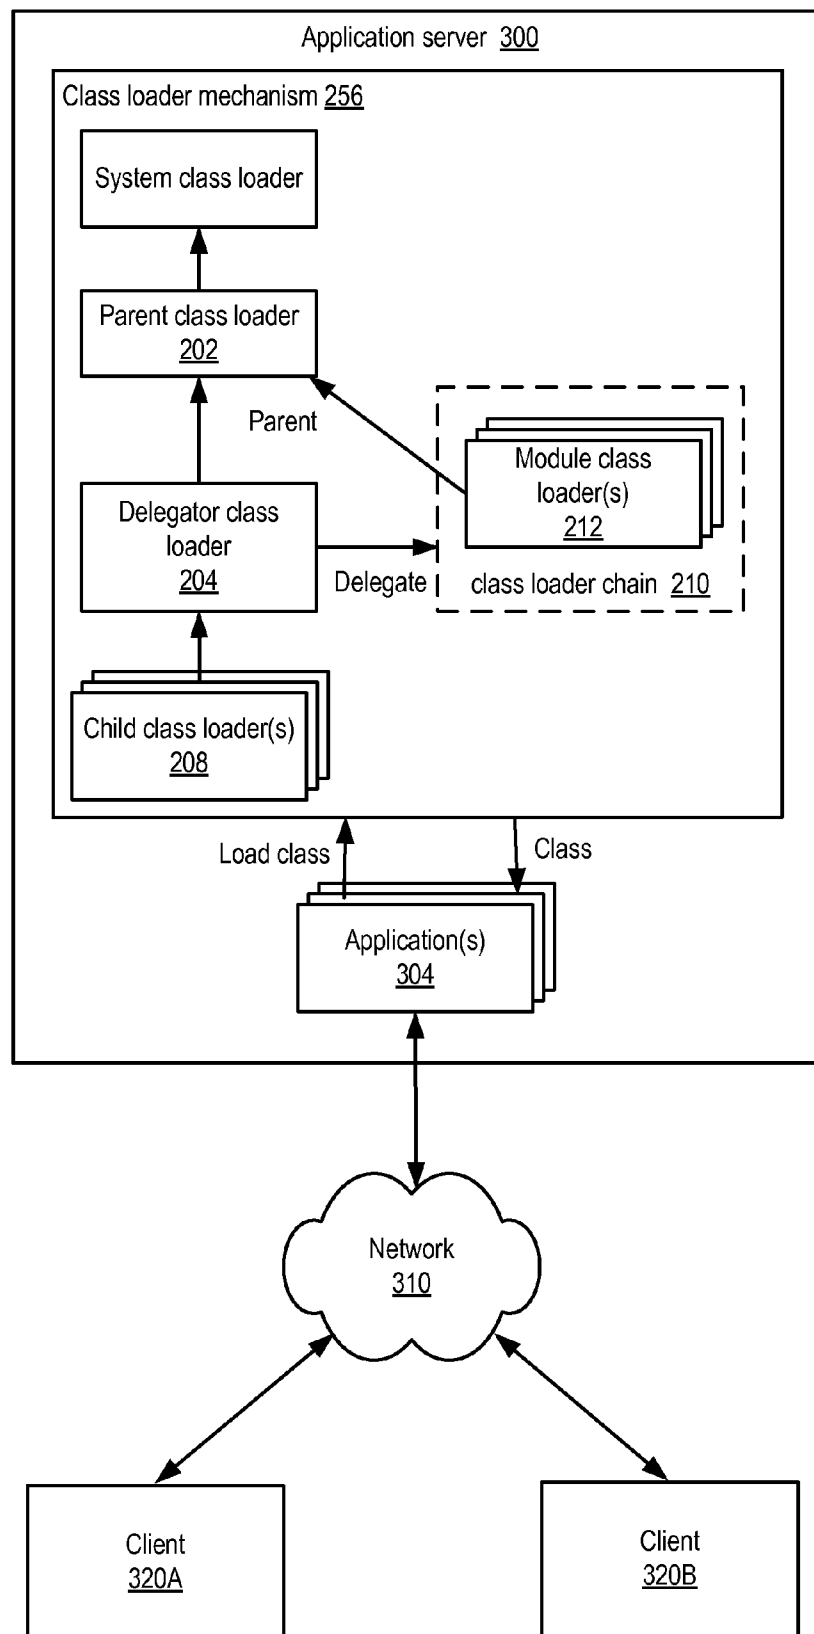 Application server 300
Class loader mechanism 256
System class loader
Parent class loader
202
Parent
Module class
loader(s)
212
Delegator class
loader
204
Delegate
class loader chain 210
Child class loader(s)
208
Load class
Class
Application(s)
304
Network
310
Client
320A
Client
320B